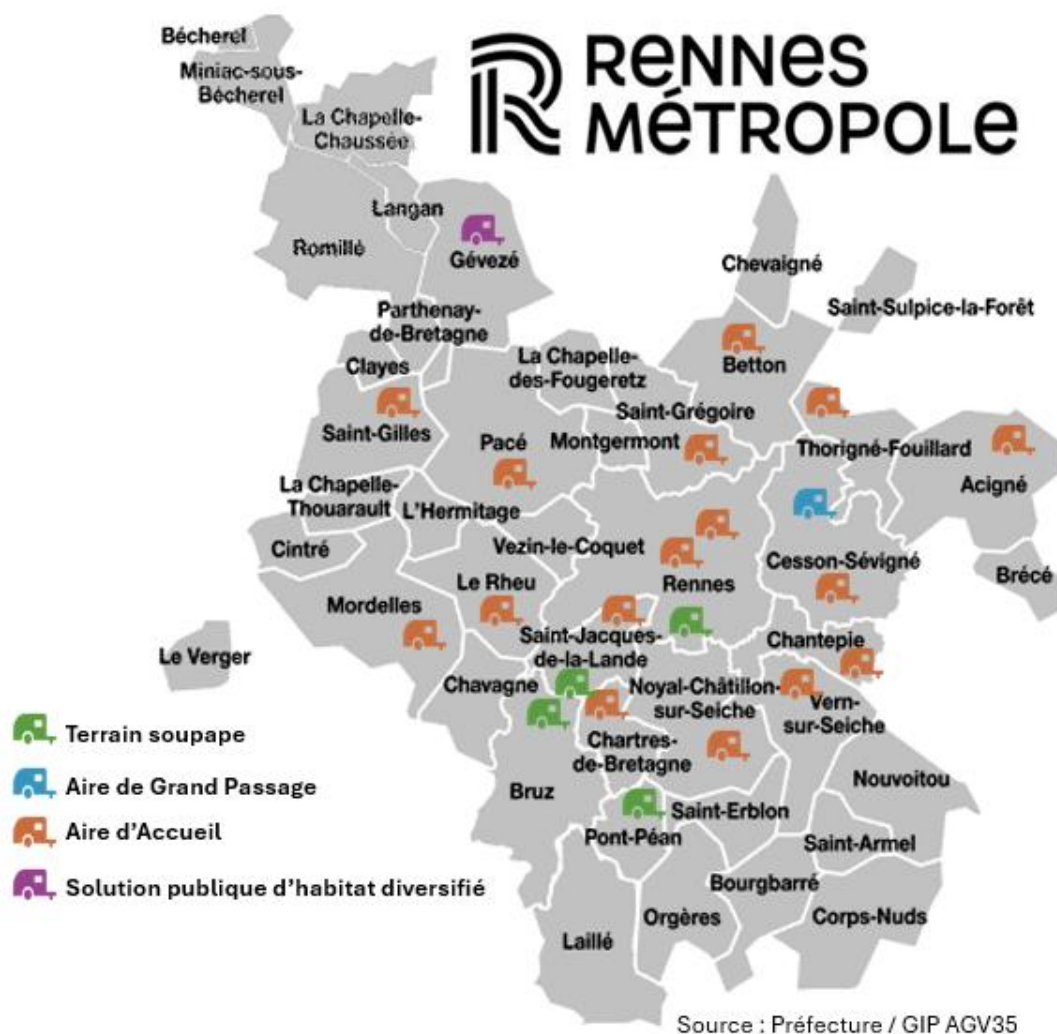 RENNES
MÉTROPOLE
Bécherel
Miniac-sous-
Bécherel
La Chapelle-
Chaussée
Langan
Romillé
Gévezé
Chevaigné
Saint-Sulpice-la-Forêt
Parthenay-
de-Bretagne
Clayes
La Chapelle-
des-Fougeretz
Betton
Saint-Gilles
Saint-Grégoire
Pacé
Montgermont
Thorigné-Fouillard
Acigné
La Chapelle-
Thouarault
L'Hermitage
Cintré
Vezin-le-Coquet
Cesson-Sévigné
Brécé
Le Rheu
Rennes
Mordelles
Saint-Jacques-
de-la-Lande
Chantepie
Le Verger
Chavagne
Noyal-Châtillon-
sur-Seiche
Vern-
sur-Seiche
Chartres-
de-Bretagne
Bruz
Nouvoitou
Saint-Erblon
Pont-Péan
Saint-Armel
Bourgbarré
Orgères
Corps-Nuds
Laillé
Terrain soupape
Aire de Grand Passage
Aire d'Accueil
Solution publique d'habitat diversifié
Source : Préfecture / GIP AGV35